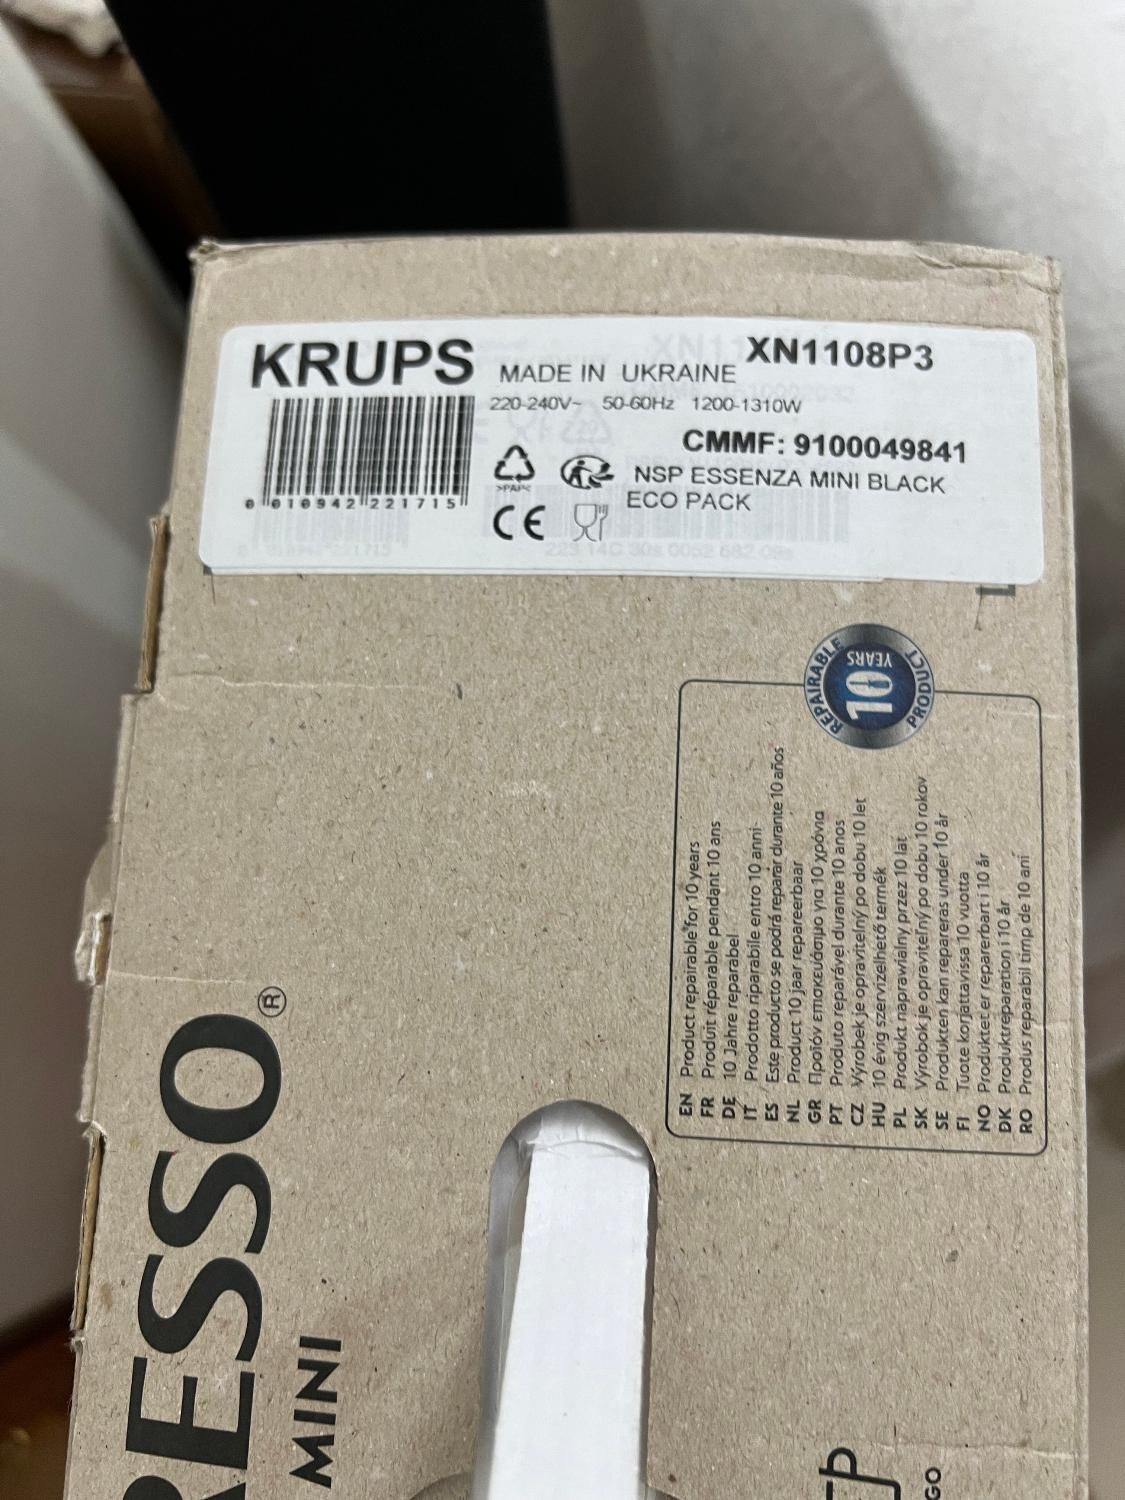 KRUPS
MADE IN UKRAINE
XN1108P3
220-240V~ 50-60Hz 1200-1310W
CMMF: 9100049841
NSP ESSENZA MINI BLACK
ECO PACK
>PAP<
CE
0 010942 221715
REPAIRABLE
10
YEARS
PRODUCT
EN Product repairable*for 10 years
FR Produit réparable pendant 10 ans
DE 10 Jahre reparabel
IT Prodotto riparabile entro 10 anni
ES Este producto se podrá reparar durante 10 años
NL Product 10 jaar repareerbaar
GR Προϊόν επισκευάσιμο για 10 χρόνια
PT Produto reparável durante 10 anos
CZ Výrobek je opravitelný po dobu 10 let
HU 10 évig szervizelhető termék
PL Produkt naprawialny przez 10 lat
SK Výrobok je opraviteľný po dobu 10 rokov
SE Produkten kan repareras under 10 år
FI Tuote korjattavissa 10 vuotta
NO Produktet er reparerbart i 10 år
DK Produktreparation i 10 år
RO Produs reparabil timp de 10 ani
RESSO®
MINI
GO